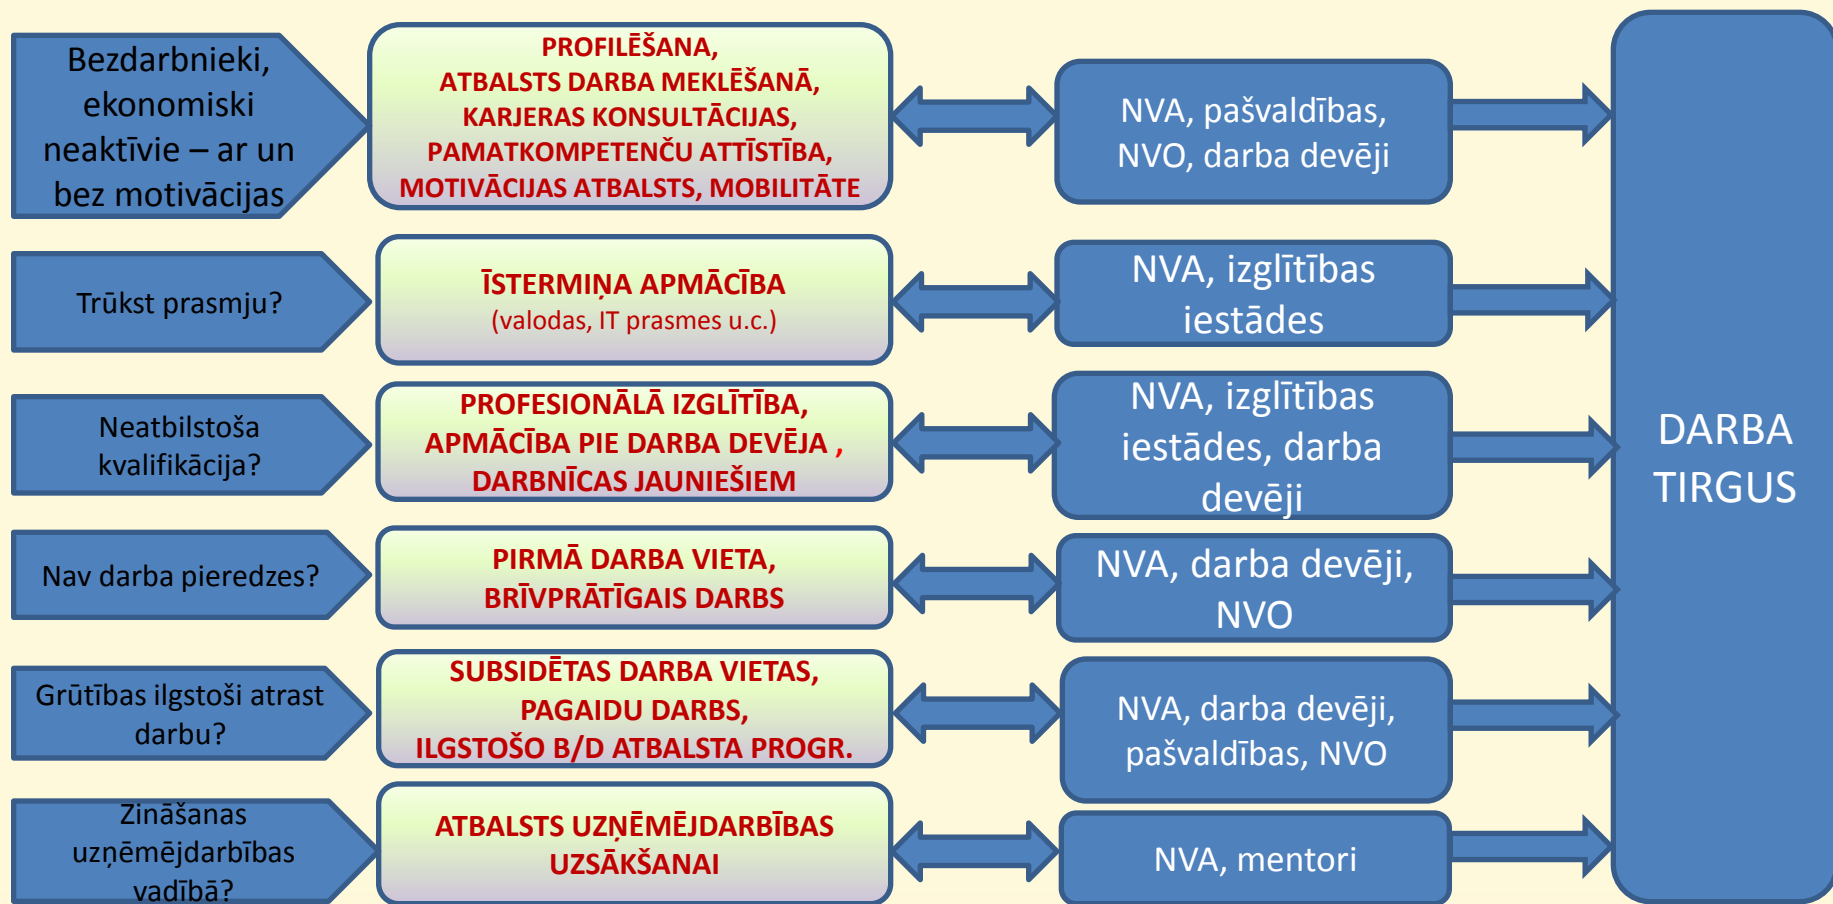 Bezdarbnieki,
ekonomiski
neaktīvie – ar un
bez motivācijas
PROFILĒŠANA,
ATBALSTS DARBA MEKLĒŠANĀ,
KARJERAS KONSULTĀCIJAS,
PAMATKOMPETENČU ATTĪSTĪBA,
MOTIVĀCIJAS ATBALSTS, MOBILITĀTE
NVA, pašvaldības,
NVO, darba devēji
Trūkst prasmju?
ĪSTERMIŅA APMĀCĪBA
(valodas, IT prasmes u.c.)
NVA, izglītības
iestādes
Neatbilstoša
kvalifikācija?
PROFESIONĀLĀ IZGLĪTĪBA,
APMĀCĪBA PIE DARBA DEVĒJA ,
DARBNĪCAS JAUNIEŠIEM
NVA, izglītības
iestādes, darba
devēji
Nav darba pieredzes?
PIRMĀ DARBA VIETA,
BRĪVPRĀTĪGAIS DARBS
NVA, darba devēji,
NVO
Grūtības ilgstoši atrast
darbu?
SUBSIDĒTAS DARBA VIETAS,
PAGAIDU DARBS,
ILGSTOŠO B/D ATBALSTA PROGR.
NVA, darba devēji,
pašvaldības, NVO
Zināšanas
uzņēmējdarbības
vadībā?
ATBALSTS UZŅĒMĒJDARBĪBAS
UZSĀKŠANAI
NVA, mentori
DARBA
TIRGUS